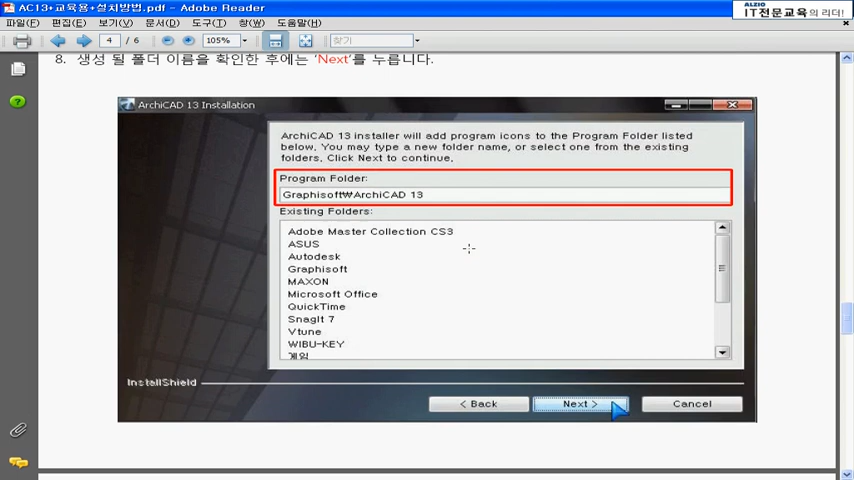 AC13+교육용+설치방법.pdf - Adobe Reader
ALZIO
IT전문교육의 리더!
파일(F) 편집(E) 보기(V) 문서(D) 도구(T) 창(W) 도움말(H)
4 / 6 105% 찾기
8. 생성 될 폴더 이름을 확인한 후에는 ‘Next’를 누릅니다.
ArchiCAD 13 Installation
ArchiCAD 13 installer will add program icons to the Program Folder listed
below. You may type a new folder name, or select one from the existing
folders. Click Next to continue.
Program Folder:
Graphisoft₩ArchiCAD 13
Existing Folders:
Adobe Master Collection CS3
ASUS
Autodesk
Graphisoft
MAXON
Microsoft Office
QuickTime
SnagIt 7
Vtune
WIBU-KEY
게임
InstallShield
< Back Next > Cancel